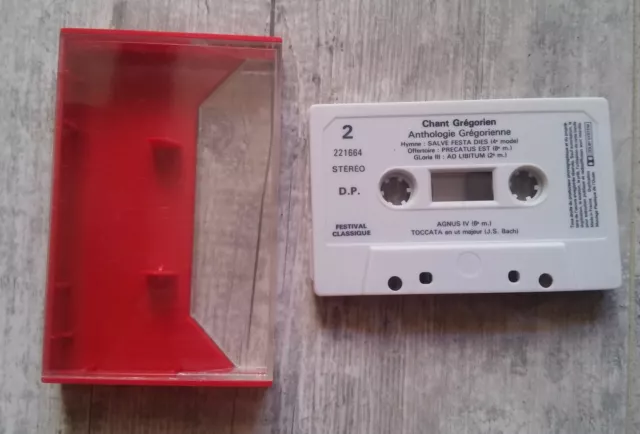 Chant Grégorien
2
Anthologie Grégorienne
Hymne : SALVE FESTA DIES (4e mode)
221664
Offertoire : PRECATUS EST (8e m.)
STEREO
GLoria III : AD LIBITUM (2e m.)
D.P.
FESTIVAL
CLASSIQUE
AGNUS IV (6e m.)
TOCCATA en ut majeur (J.S. Bach)